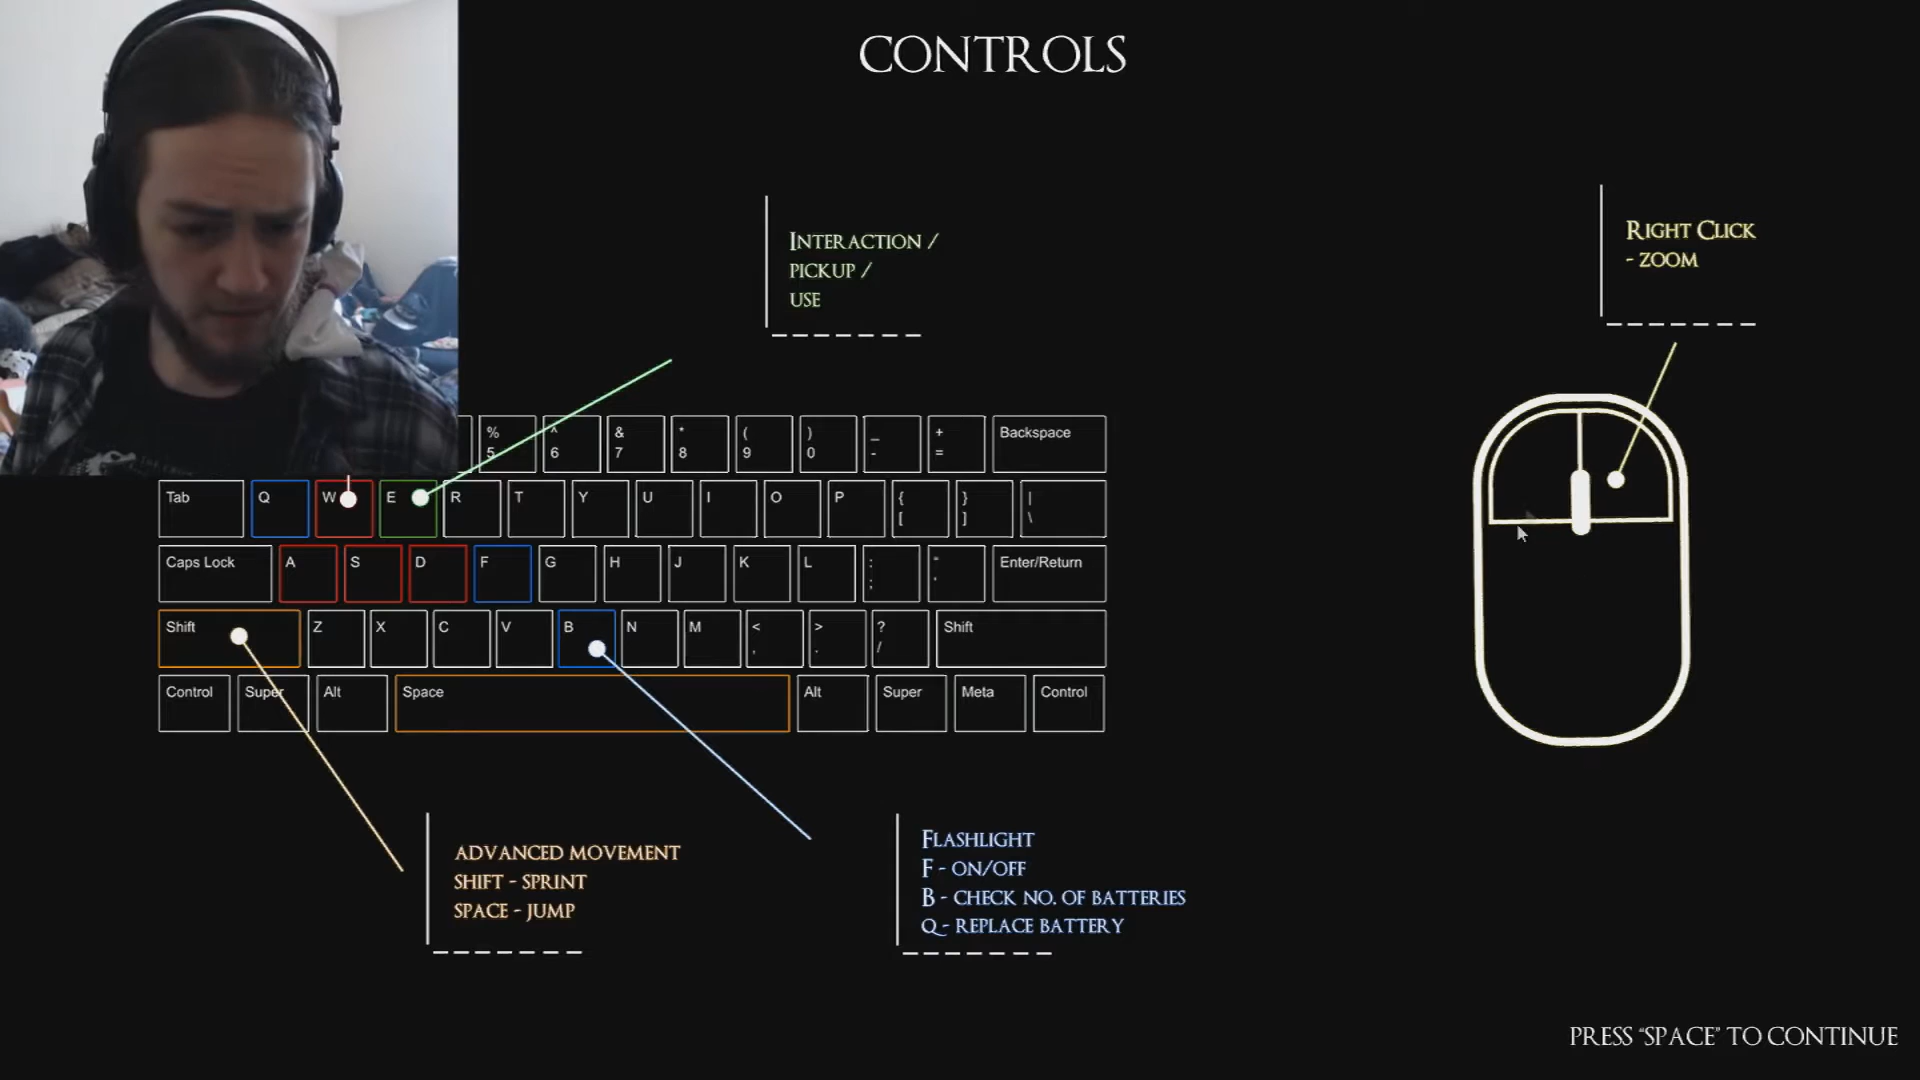 CONTROLS
INTERACTION /
PICKUP /
USE
RIGHT CLICK
- ZOOM
% 5 ^ 6 & 7 * 8 ( 9 ) 0 _ - + = Backspace
Tab Q W E R T Y U I O P { [ } ] | \
Caps Lock A S D F G H J K L : ; " ' Enter/Return
Shift Z X C V B N M < , > . ? / Shift
Control Super Alt Space Alt Super Meta Control
ADVANCED MOVEMENT
SHIFT - SPRINT
SPACE - JUMP
FLASHLIGHT
F - ON/OFF
B - CHECK NO. OF BATTERIES
Q - REPLACE BATTERY
PRESS "SPACE" TO CONTINUE